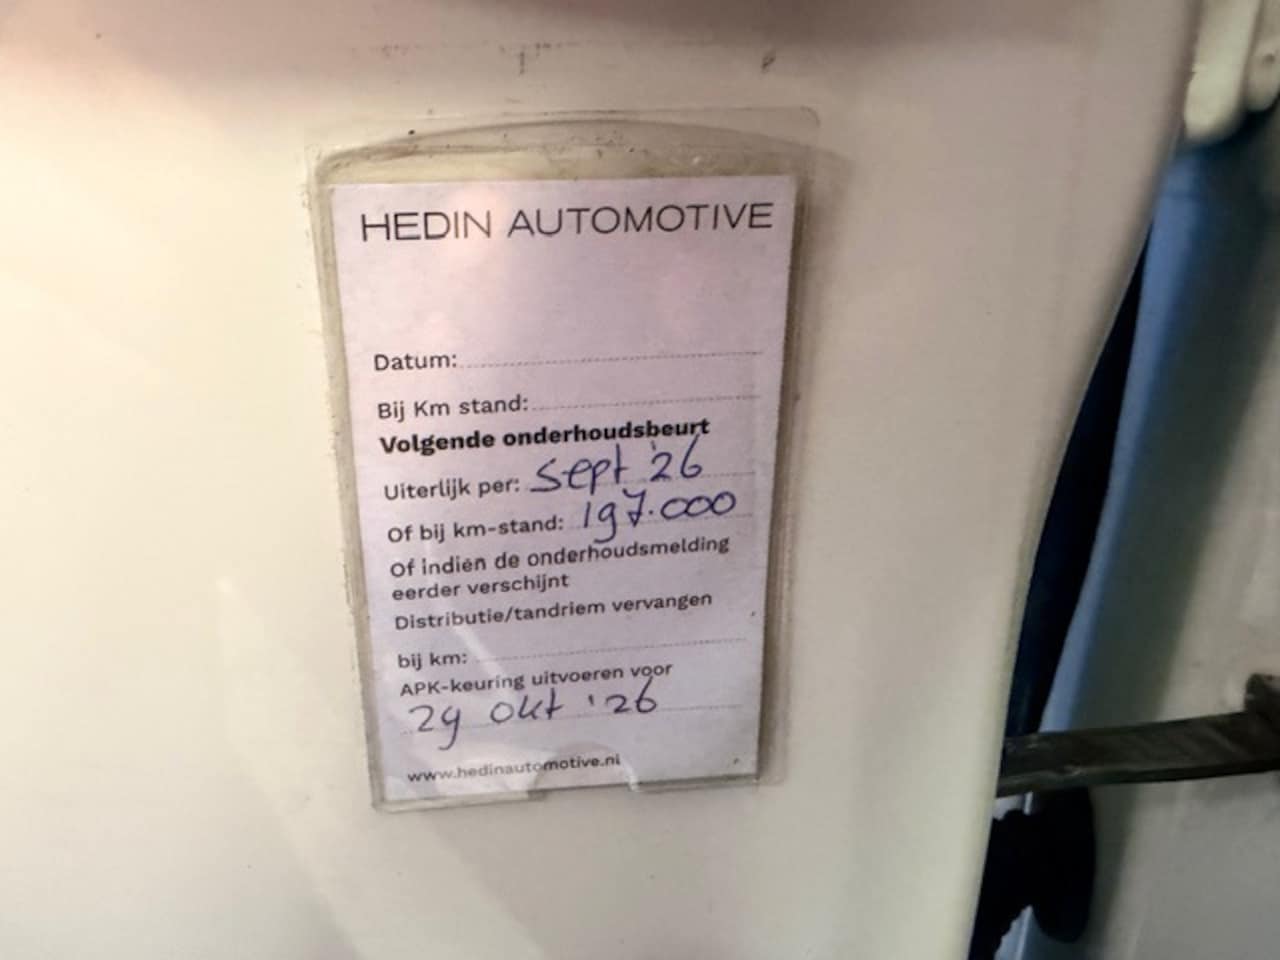 HEDIN AUTOMOTIVE
Datum:
Bij Km stand:
Volgende onderhoudsbeurt
Uiterlijk per: Sept '26
Of bij km-stand: 197.000
Of indien de onderhoudsmelding
eerder verschijnt
Distributie/tandriem vervangen
bij km:
APK-keuring uitvoeren voor
29 okt '26
www.hedinautomotive.nl